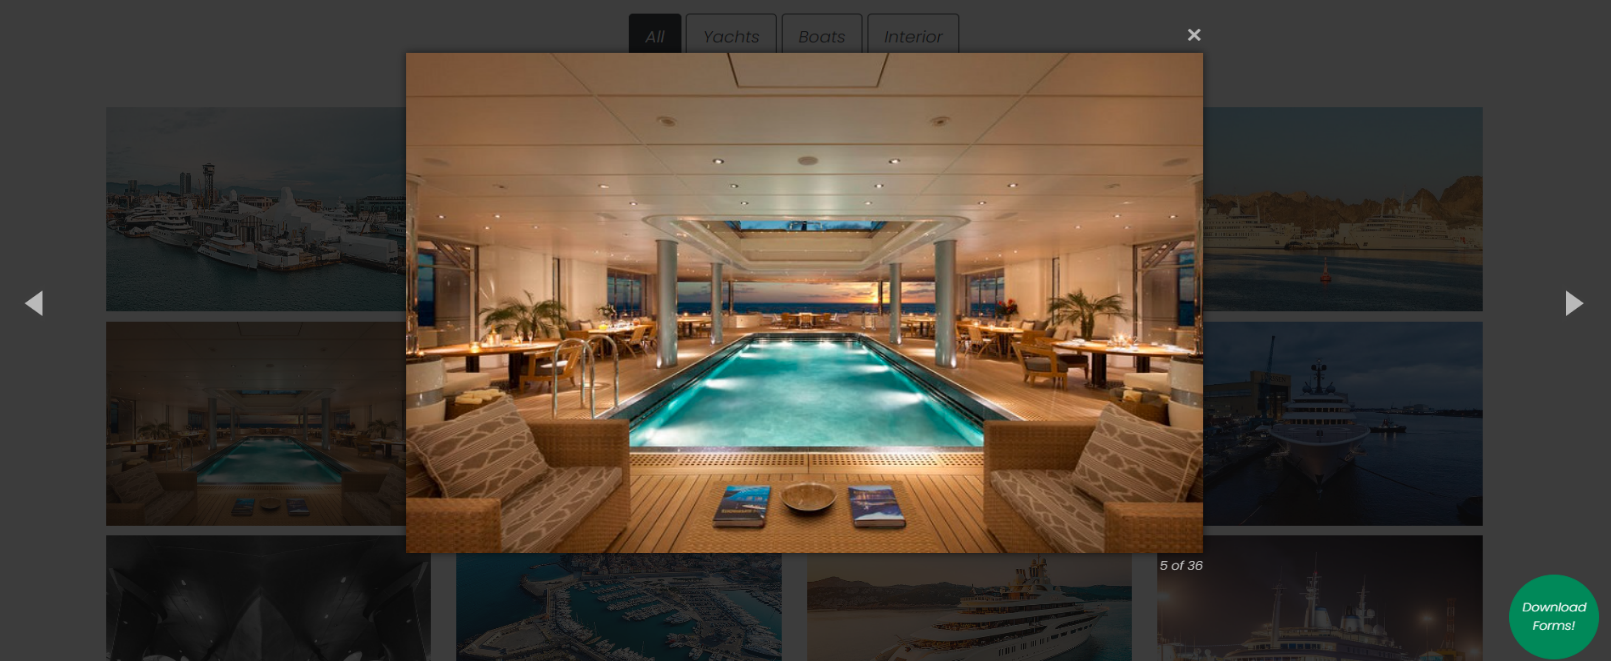 All
Yachts
Boats
Interior
×
5 of 36
Download
Forms!